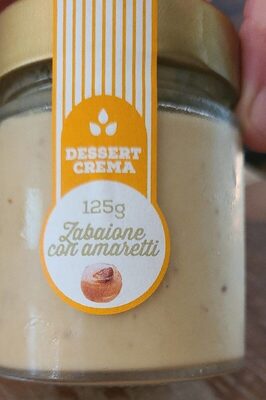 DESSERT
CREMA
125g
Zabaione
con amaretti